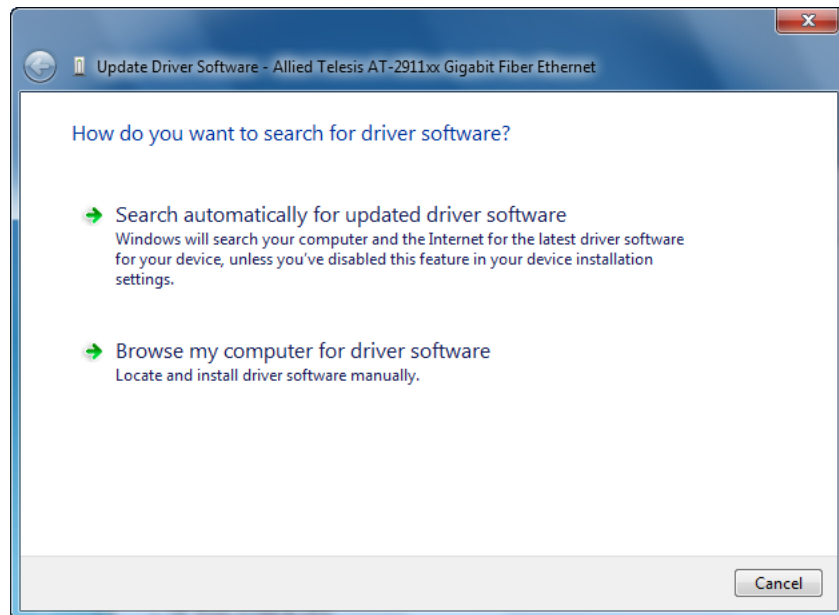 Update Driver Software - Allied Telesis AT-2911xx Gigabit Fiber Ethernet
How do you want to search for driver software?
Search automatically for updated driver software
Windows will search your computer and the Internet for the latest driver software
for your device, unless you've disabled this feature in your device installation
settings.
Browse my computer for driver software
Locate and install driver software manually.
Cancel